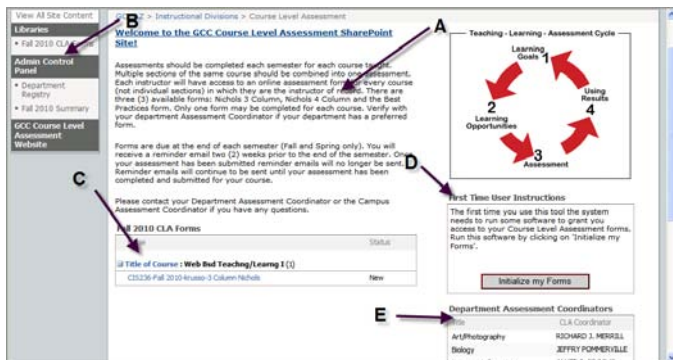 View All Site Content
Libraries
• Fall 2010 CLA
Admin Control
Panel
• Department
Registry
• Fall 2010 Summary
GCC Course Level
Assessment
Website
B
> Instructional Divisions > Course Level Assessment
Welcome to the GCC Course Level Assessment SharePoint
Site!
A
Assessments should be completed each semester for each course taught.
Multiple sections of the same course should be combined into one assessment.
Each instructor will have access to an online assessment form for every course
(not individual sections) in which they are the instructor of record. There are
three (3) available forms: Nichols 3 Column, Nichols 4 Column and the Best
Practices form. Only one form may be completed for each course. Verify with
your department Assessment Coordinator if your department has a preferred
form.
Forms are due at the end of each semester (Fall and Spring only). You will
receive a reminder email two (2) weeks prior to the end of the semester. Once
your assessment has been submitted reminder emails will no longer be sent.
Reminder emails will continue to be sent until your assessment has been
completed and submitted for your course.
C
Please contact your Department Assessment Coordinator or the Campus
Assessment Coordinator if you have any questions.
Fall 2010 CLA Forms
Status
Title of Course : Web Bsd Teachng/Learng I (1)
CIS236-Fall 2010-krusso-3 Column Nichols New
Teaching - Learning - Assessment Cycle
Learning
Goals 1
2
Learning
Opportunities
3
Assessment
Using
Results
4
D
First Time User Instructions
The first time you use this tool the system
needs to run some software to grant you
access to your Course Level Assessment forms.
Run this software by clicking on 'Initialize my
Forms'.
Initialize my Forms
E
Department Assessment Coordinators
Title CLA Coordinator
Art/Photography RICHARD J. MERRILL
Biology JEFFRY POMMERVILLE